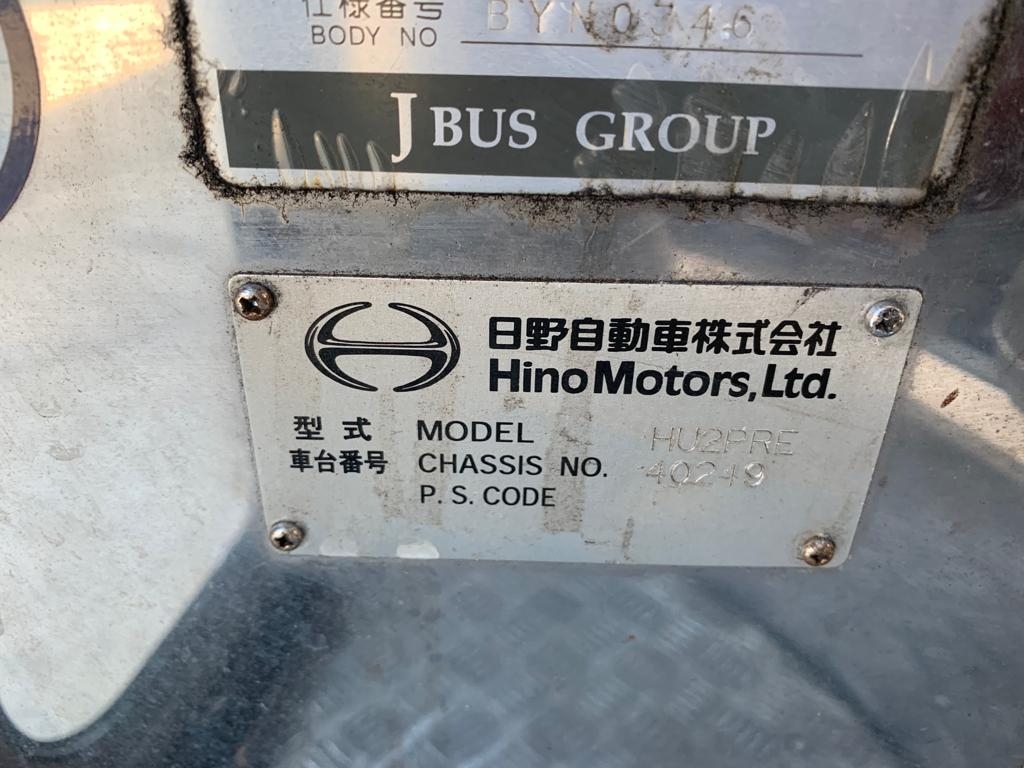 仕様番号
BODY NO BYN0346
J BUS GROUP
日野自動車株式会社
Hino Motors, Ltd.
型式 MODEL HU2PRE
車台番号 CHASSIS NO. 40249
P. S. CODE